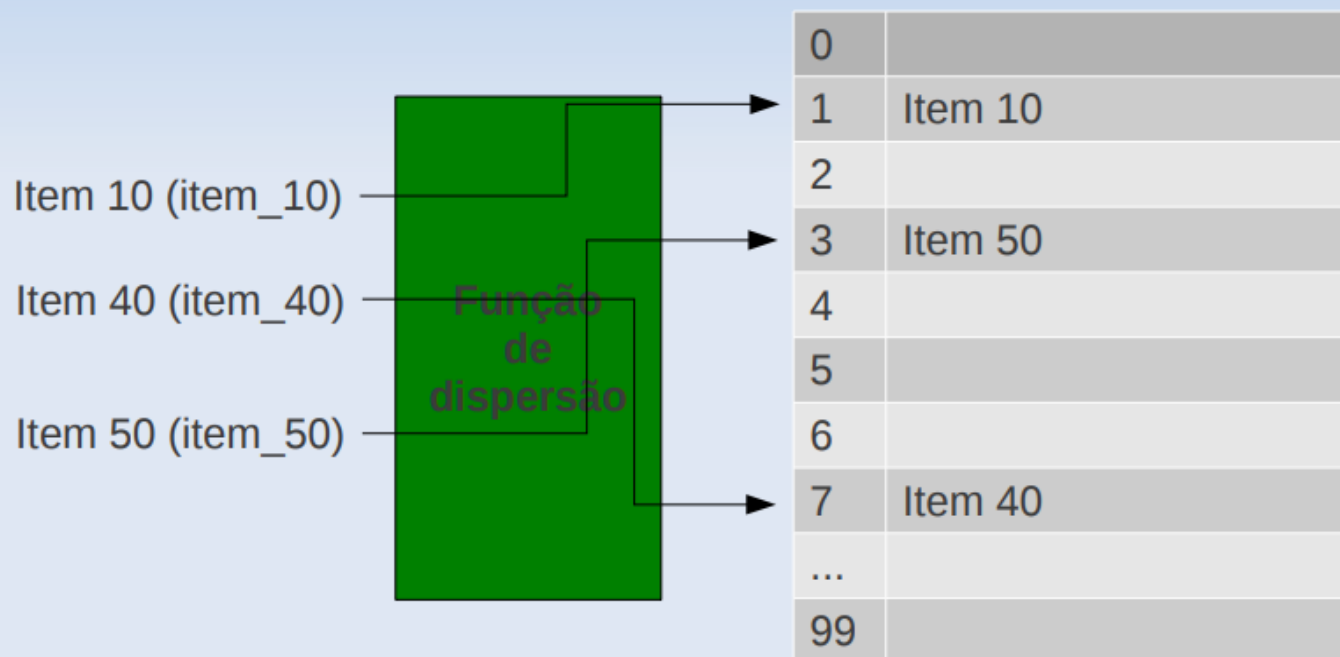 Item 10 (item_10)
Item 40 (item_40)
Item 50 (item_50)
Função
de
dispersão
0
1 Item 10
2
3 Item 50
4
5
6
7 Item 40
...
99